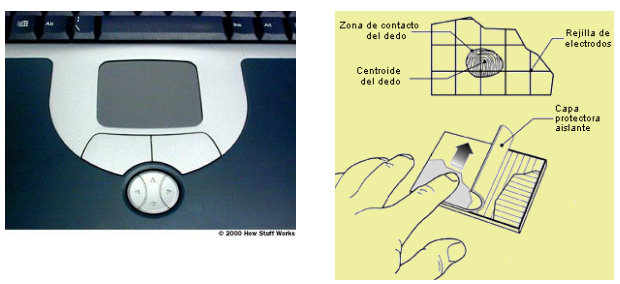 Alt
Alt
Ins
© 2000 How Stuff Works
Zona de contacto
del dedo
Rejilla de
electrodos
Centroide
del dedo
Capa
protectora
aislante